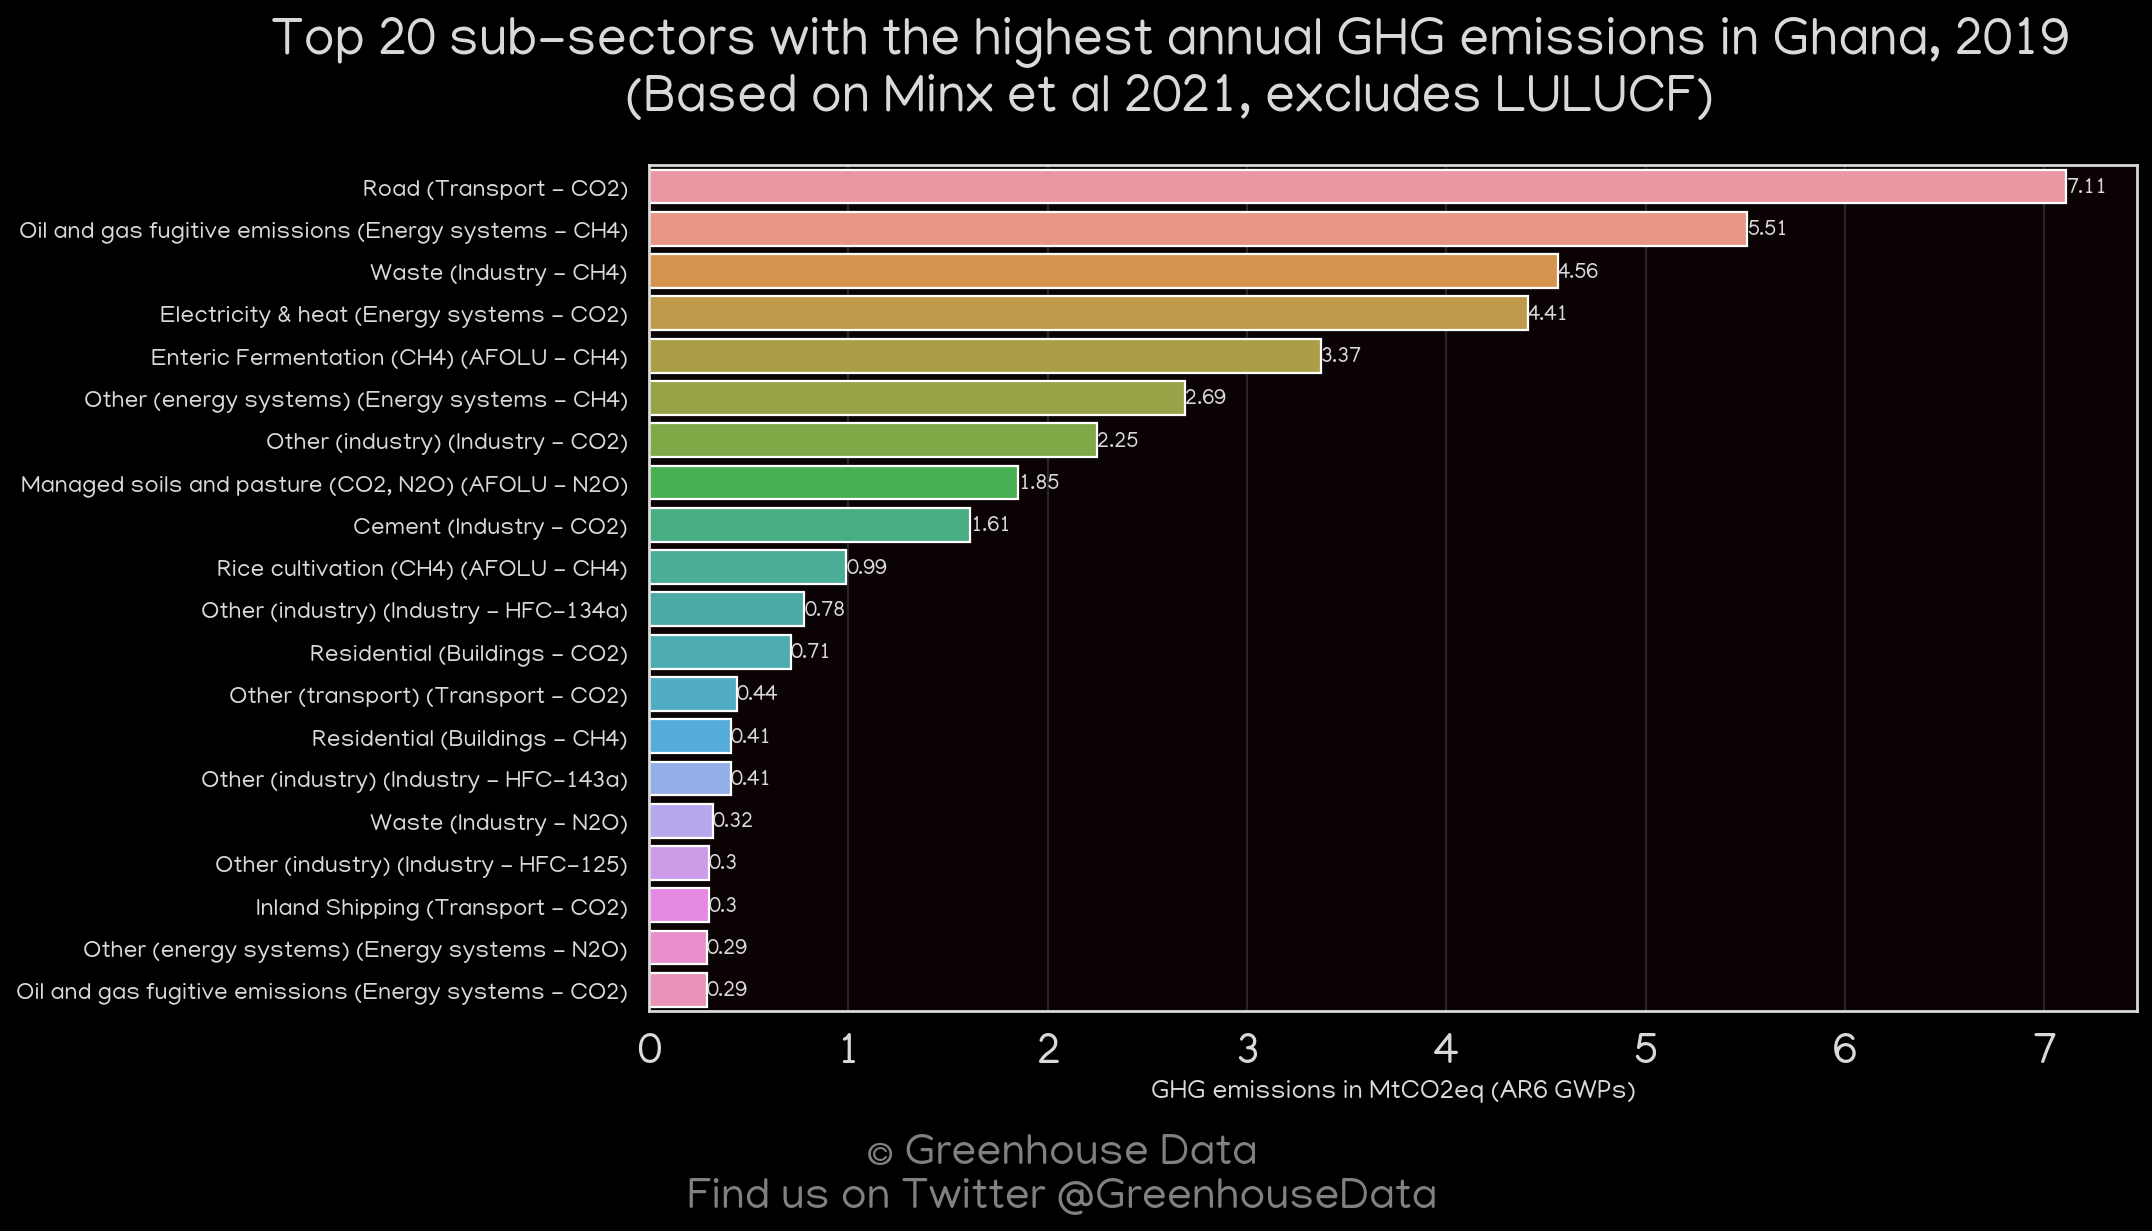 Top 20 sub-sectors with the highest annual GHG emissions in Ghana, 2019
(Based on Minx et al 2021, excludes LULUCF)
Road (Transport - CO2) 7.11
Oil and gas fugitive emissions (Energy systems - CH4) 5.51
Waste (Industry - CH4) 4.56
Electricity & heat (Energy systems - CO2) 4.41
Enteric Fermentation (CH4) (AFOLU - CH4) 3.37
Other (energy systems) (Energy systems - CH4) 2.69
Other (industry) (Industry - CO2) 2.25
Managed soils and pasture (CO2, N2O) (AFOLU - N2O) 1.85
Cement (Industry - CO2) 1.61
Rice cultivation (CH4) (AFOLU - CH4) 0.99
Other (industry) (Industry - HFC-134a) 0.78
Residential (Buildings - CO2) 0.71
Other (transport) (Transport - CO2) 0.44
Residential (Buildings - CH4) 0.41
Other (industry) (Industry - HFC-143a) 0.41
Waste (Industry - N2O) 0.32
Other (industry) (Industry - HFC-125) 0.3
Inland Shipping (Transport - CO2) 0.3
Other (energy systems) (Energy systems - N2O) 0.29
Oil and gas fugitive emissions (Energy systems - CO2) 0.29
0 1 2 3 4 5 6 7
GHG emissions in MtCO2eq (AR6 GWPs)
© Greenhouse Data
Find us on Twitter @GreenhouseData